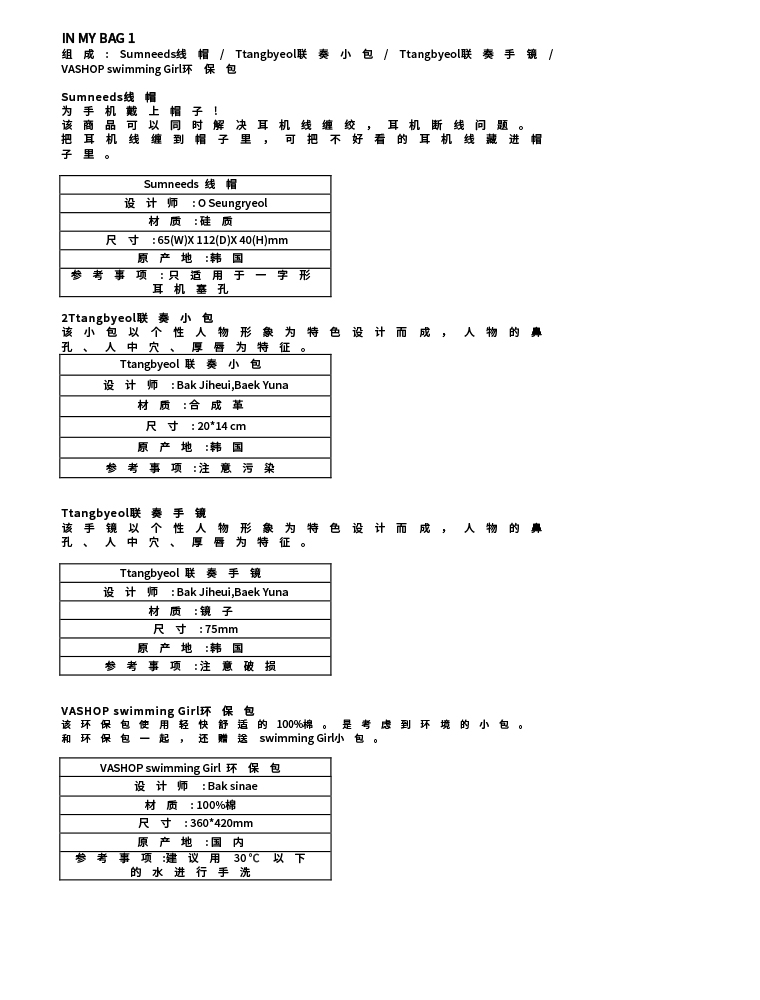 IN MY BAG 1
组成: Sumneeds线帽 / Ttangbyeol联奏小包 / Ttangbyeol联奏手镜 /
VASHOP swimming Girl环保包
Sumneeds线帽
为手机戴上帽子!
该商品可以同时解决耳机线缠绞，耳机断线问题。
把耳机线缠到帽子里，可把不好看的耳机线藏进帽
子里。
Sumneeds 线帽
设计师 : O Seungryeol
材质 : 硅质
尺寸 : 65(W)X 112(D)X 40(H)mm
原产地 : 韩国
参考事项 : 只适用于一字形
耳机塞孔
2Ttangbyeol联奏小包
该小包以个性人物形象为特色设计而成，人物的鼻
孔、人中穴、厚唇为特征。
Ttangbyeol 联奏小包
设计师 : Bak Jiheui,Baek Yuna
材质 : 合成革
尺寸 : 20*14 cm
原产地 : 韩国
参考事项 : 注意污染
Ttangbyeol联奏手镜
该手镜以个性人物形象为特色设计而成，人物的鼻
孔、人中穴、厚唇为特征。
Ttangbyeol 联奏手镜
设计师 : Bak Jiheui,Baek Yuna
材质 : 镜子
尺寸 : 75mm
原产地 : 韩国
参考事项 : 注意破损
VASHOP swimming Girl环保包
该环保包使用轻快舒适的 100%棉。是考虑到环境的小包。
和环保包一起，还赠送 swimming Girl小包。
VASHOP swimming Girl 环保包
设计师 : Bak sinae
材质 : 100%棉
尺寸 : 360*420mm
原产地 : 国内
参考事项 :建议用 30℃ 以下
的水进行手洗